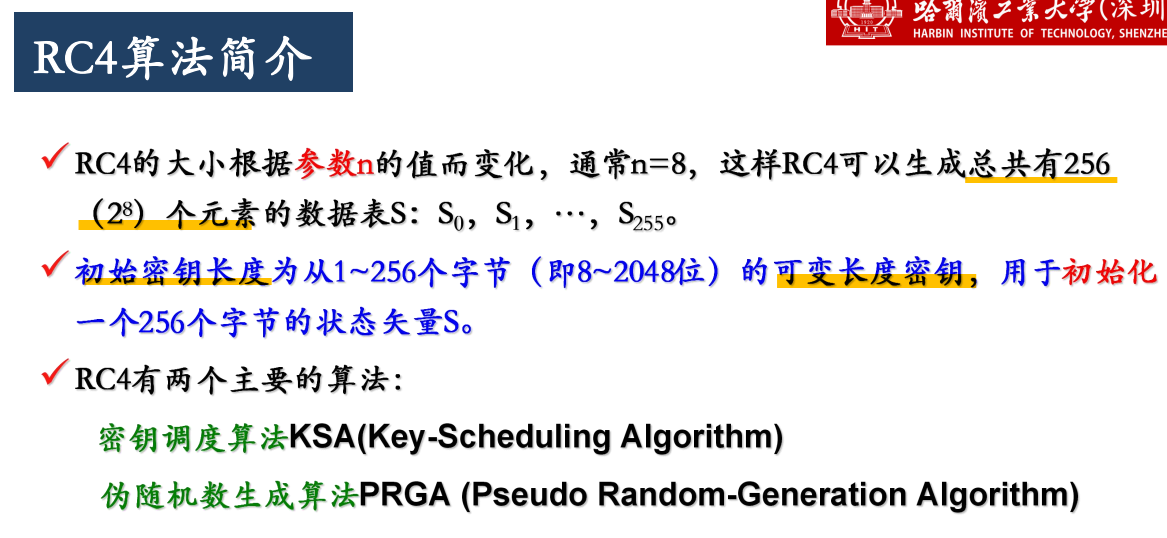 哈爾濱工業大學(深圳
HARBIN INSTITUTE OF TECHNOLOGY, SHENZHE
HIT
1920
RC4算法简介
✓RC4的大小根据参数n的值而变化，通常n=8，这样RC4可以生成总共有256
（2⁸）个元素的数据表S：S₀，S₁，…，S₂₅₅。
✓初始密钥长度为从1~256个字节（即8~2048位）的可变长度密钥，用于初始化
一个256个字节的状态矢量S。
✓RC4有两个主要的算法：
密钥调度算法KSA(Key-Scheduling Algorithm)
伪随机数生成算法PRGA (Pseudo Random-Generation Algorithm)